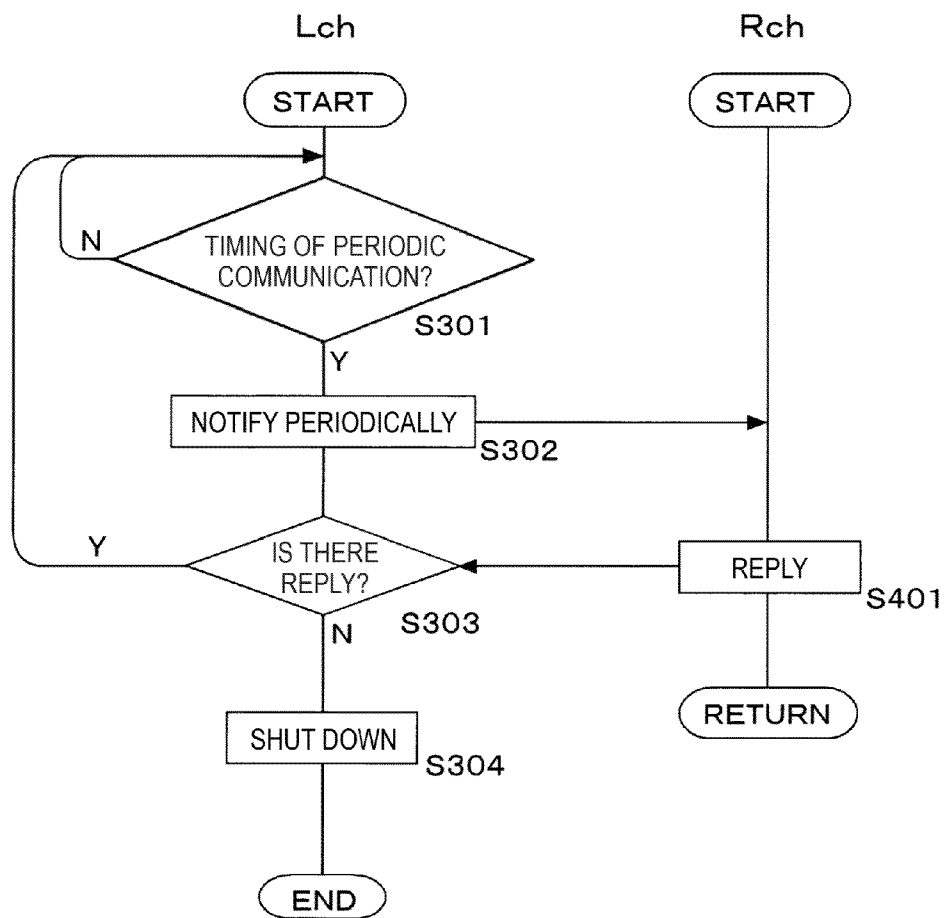 Lch
Rch
START
START
N
TIMING OF PERIODIC
COMMUNICATION?
S301
Y
NOTIFY PERIODICALLY
S302
Y
IS THERE
REPLY?
S303
REPLY
S401
N
RETURN
SHUT DOWN
S304
END